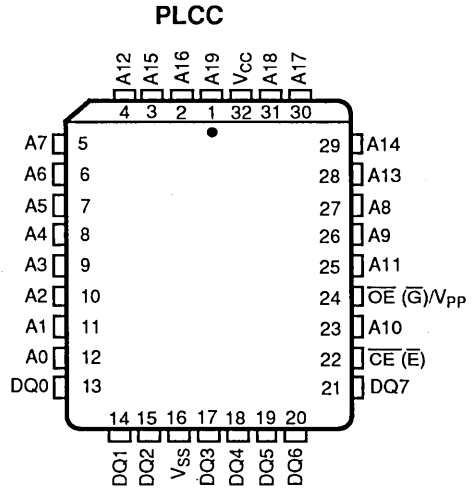 PLCC
A12 A15 A16 A19 VCC A18 A17
4 3 2 1 32 31 30
A7 5 29 A14
A6 6 28 A13
A5 7 27 A8
A4 8 26 A9
A3 9 25 A11
A2 10 24 O̅E̅ (G̅)/VPP
A1 11 23 A10
A0 12 22 C̅E̅ (E̅)
DQ0 13 21 DQ7
14 15 16 17 18 19 20
DQ1 DQ2 VSS DQ3 DQ4 DQ5 DQ6